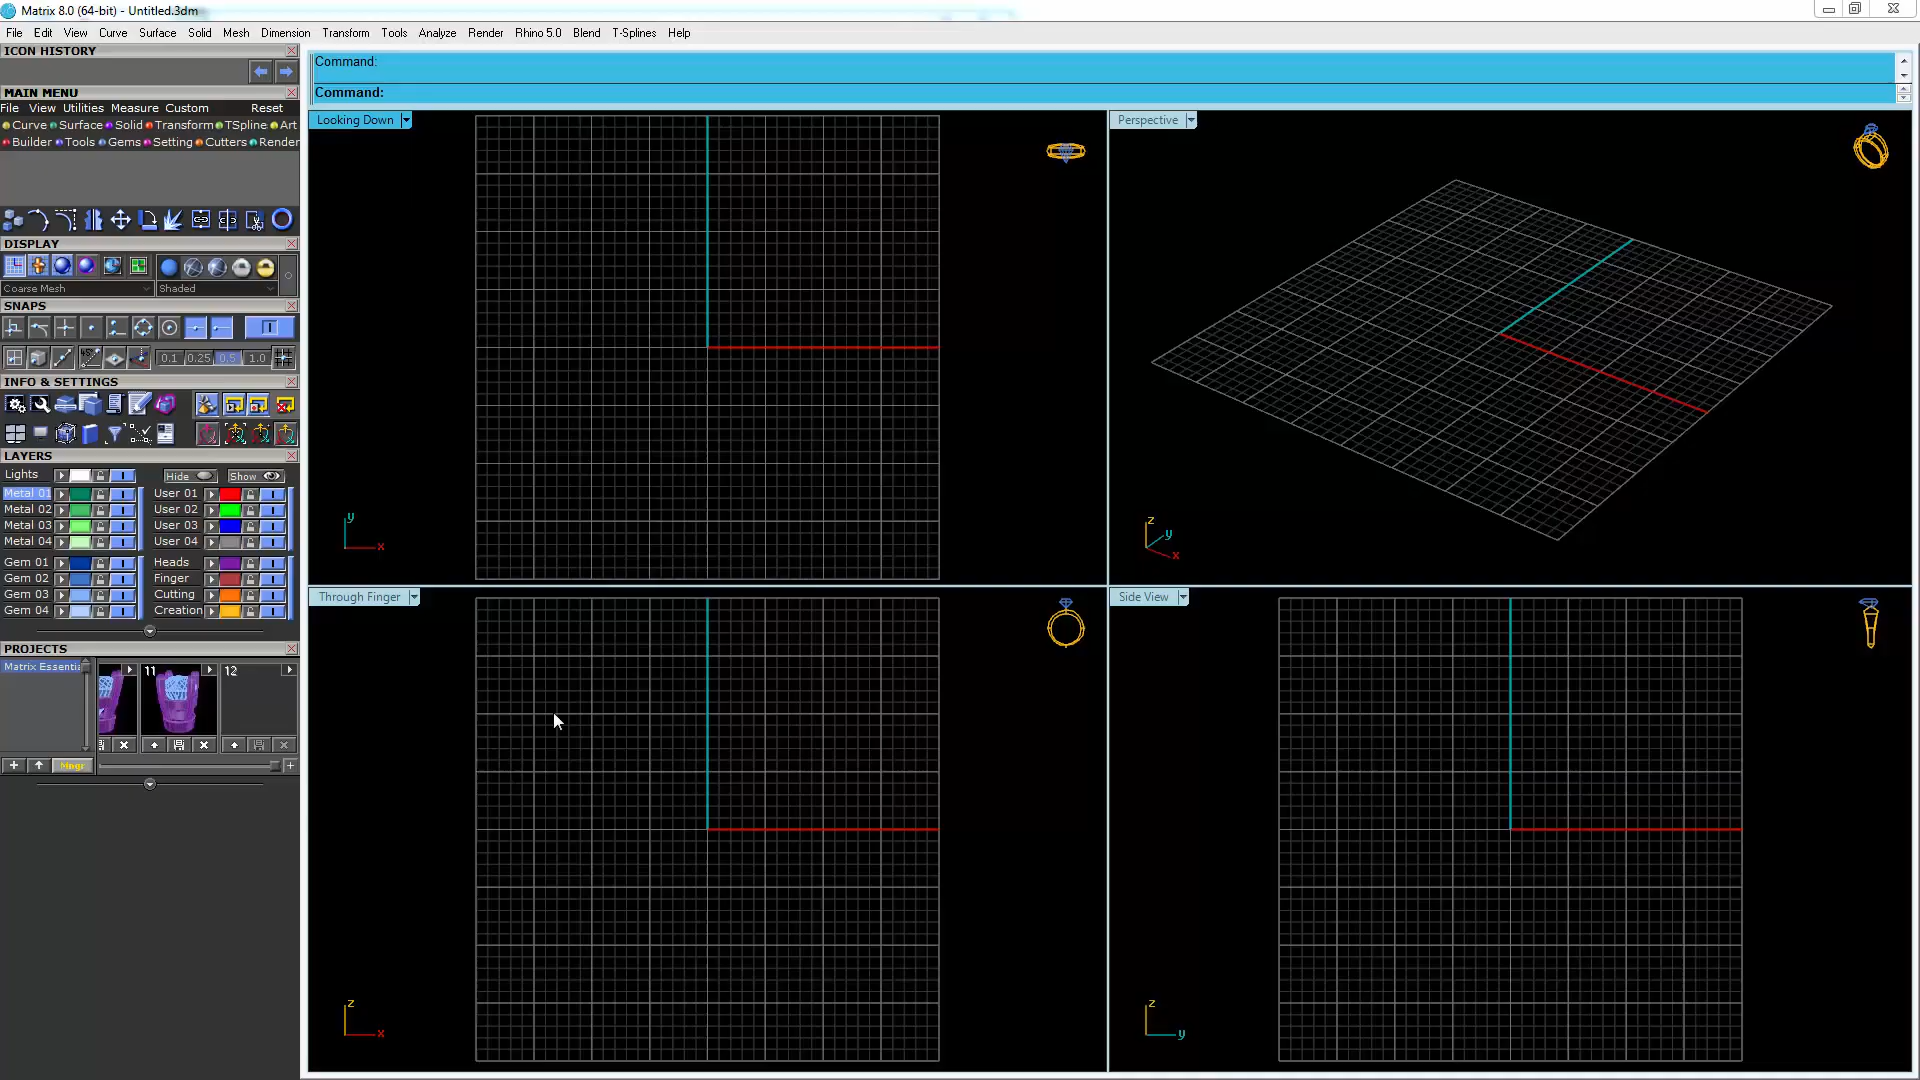 Matrix 8.0 (64-bit) - Untitled.3dm
File Edit View Curve Surface Solid Mesh Dimension Transform Tools Analyze Render Rhino 5.0 Blend T-Splines Help
ICON HISTORY
MAIN MENU
File View Utilities Measure Custom Reset
Curve Surface Solid Transform TSpline Art
Builder Tools Gems Setting Cutters Render
DISPLAY
Coarse Mesh Shaded
SNAPS
0.1 0.25 0.5 1.0
INFO & SETTINGS
LAYERS
Lights Hide Show
Metal 01 User 01
Metal 02 User 02
Metal 03 User 03
Metal 04 User 04
Gem 01 Heads
Gem 02 Finger
Gem 03 Cutting
Gem 04 Creation
PROJECTS
Matrix Essentia 11 12
Mngr
Command:
Command:
Looking Down
y
x
Perspective
z
y
x
Through Finger
z
x
Side View
z
y